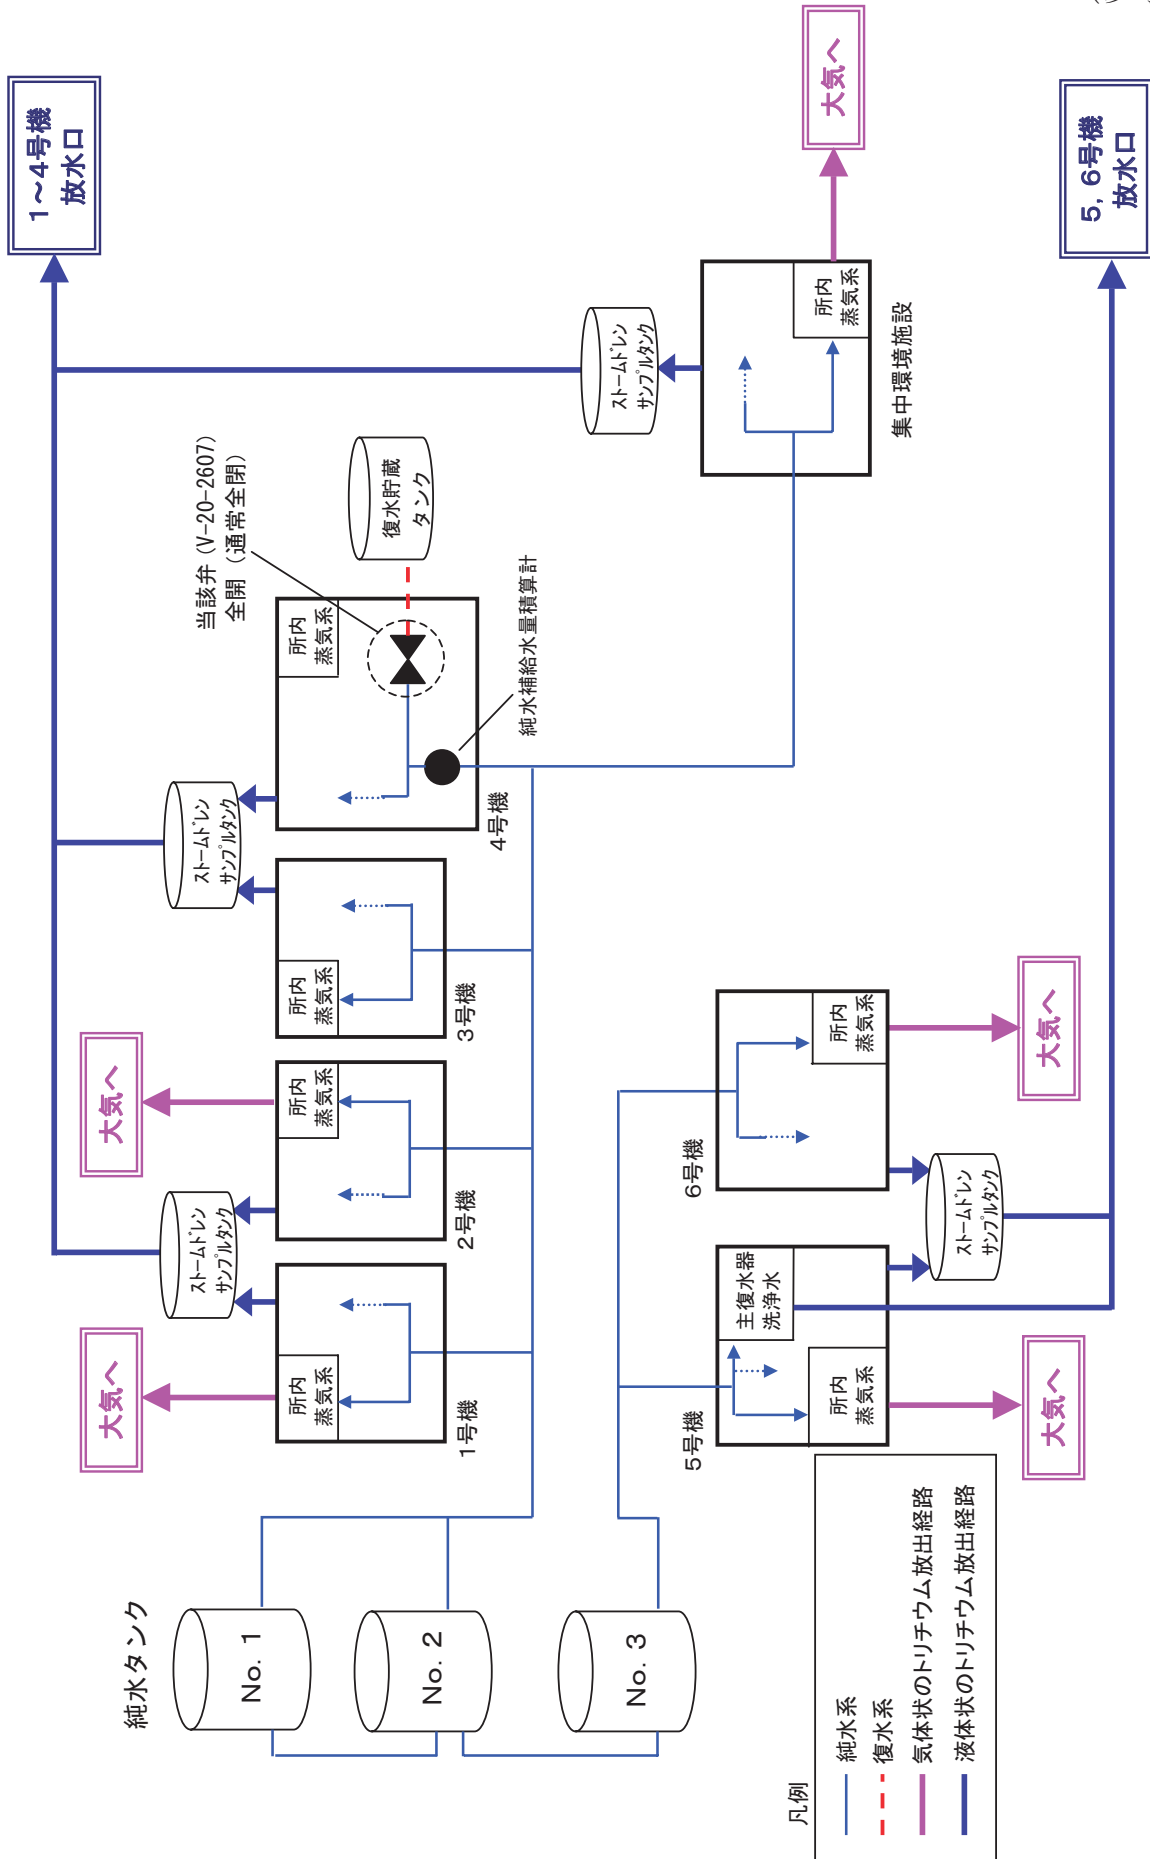 1～4号機
放水口
大気へ
5, 6号機
放水口
当該弁（V-20-2607）
全開（通常全閉）
復水貯蔵
タンク
ストームドレン
サンプルタンク
所内
蒸気系
集中環境施設
所内
蒸気系
純水補給水量積算計
4号機
ストームドレン
サンプルタンク
所内
蒸気系
3号機
大気へ
所内
蒸気系
2号機
ストームドレン
サンプルタンク
大気へ
所内
蒸気系
1号機
所内
蒸気系
6号機
大気へ
ストームドレン
サンプルタンク
主復水器
洗浄水
所内
蒸気系
5号機
大気へ
純水タンク
No. 1
No. 2
No. 3
凡例
純水系
復水系
気体状のトリチウム放出経路
液体状のトリチウム放出経路